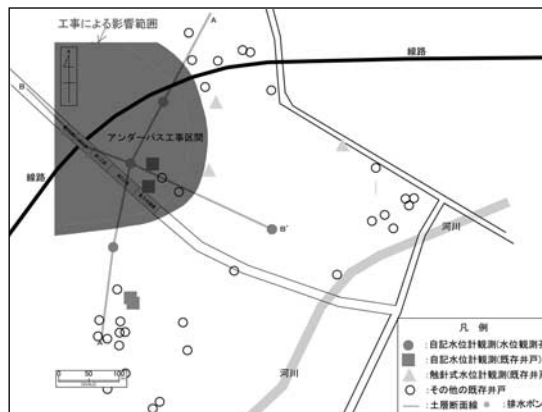 工事による影響範囲
A
線路
B
アンダーパス工事区間
線路
B'
河川
A'
河川
0 50 100
凡 例
：自記水位計観測(水位観測孔
：自記水位計観測(既存井戸)
：触針式水位計観測(既存井戸
：その他の既存井戸
：土層断面線
：排水ポン